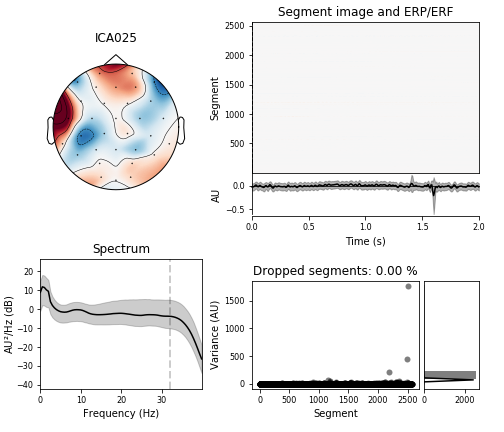 ICA025
Segment image and ERP/ERF
2500
2000
1500
1000
500
Segment
0.0
−0.5
AU
0.0 0.5 1.0 1.5 2.0
Time (s)
Spectrum
20
10
0
−10
−20
−30
−40
AU²/Hz (dB)
0 10 20 30
Frequency (Hz)
Dropped segments: 0.00 %
1500
1000
500
0
Variance (AU)
0 500 1000 1500 2000 2500
Segment
0 2000